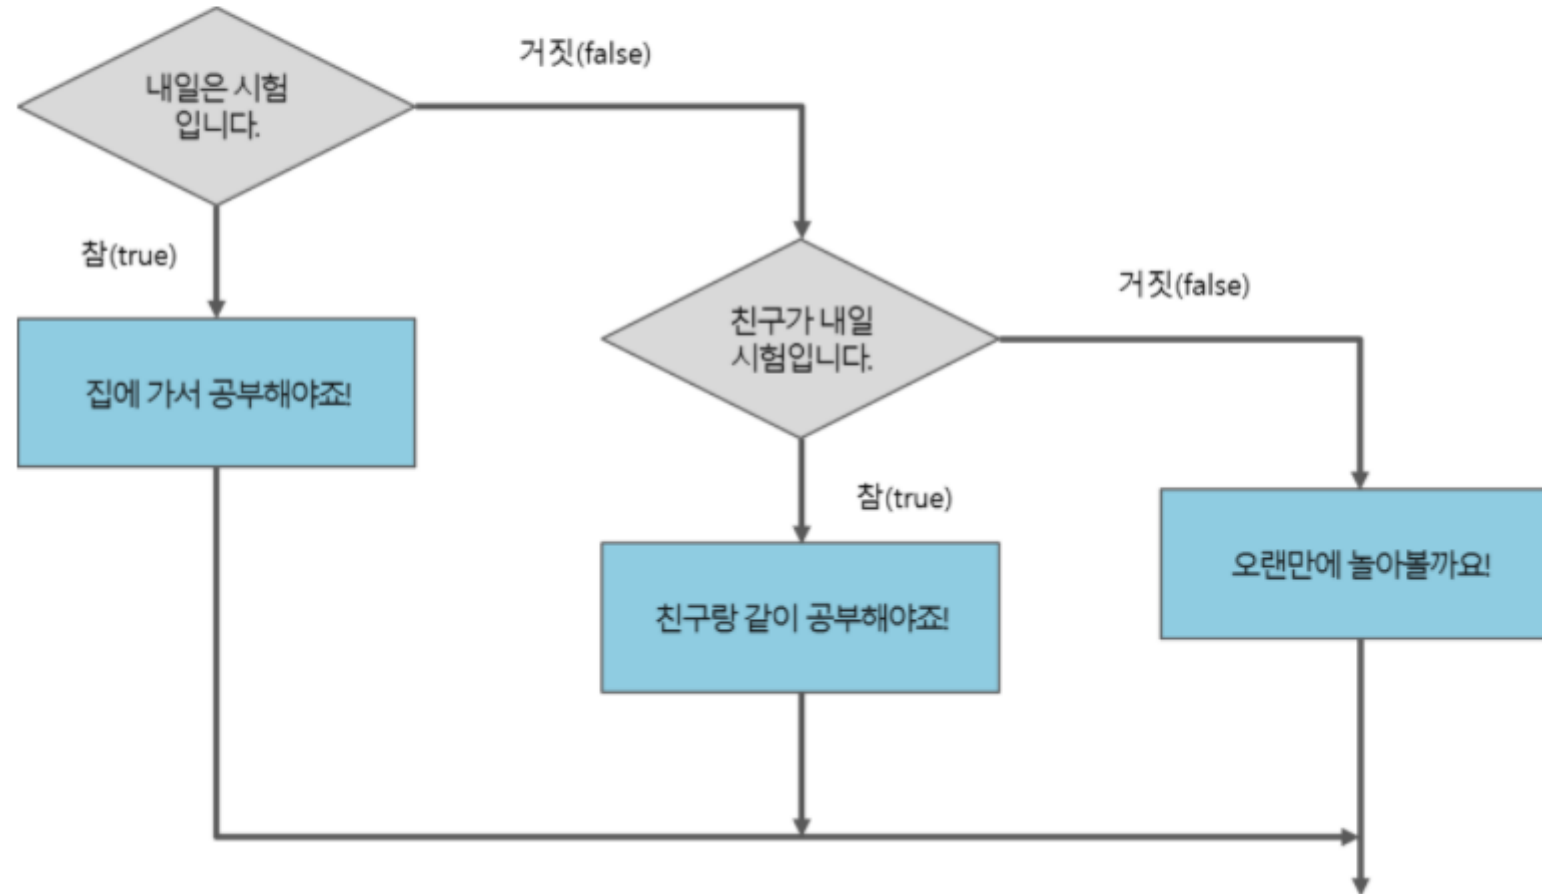 거짓(false)
내일은 시험
입니다.
참(true)
거짓(false)
친구가 내일
시험입니다.
집에 가서 공부해야죠!
참(true)
오랜만에 놀아볼까요!
친구랑 같이 공부해야죠!